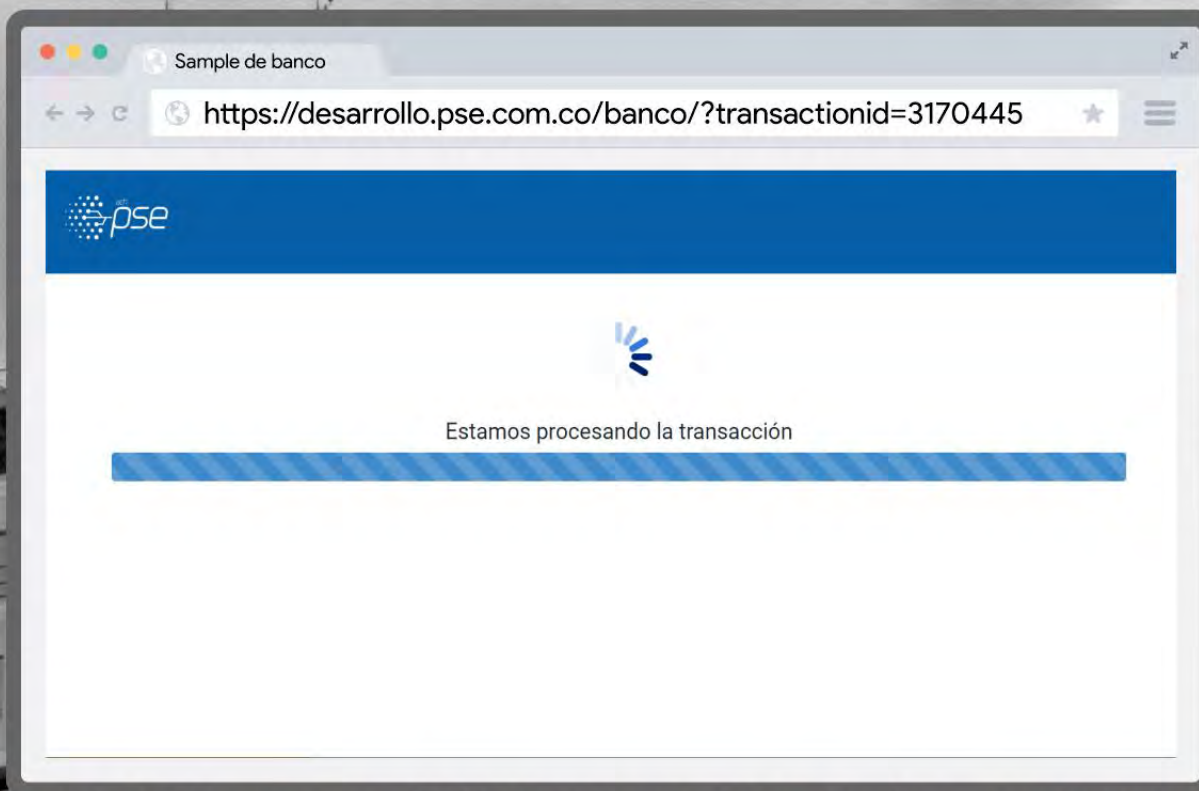 Sample de banco
https://desarrollo.pse.com.co/banco/?transactionid=3170445
pse
Estamos procesando la transacción